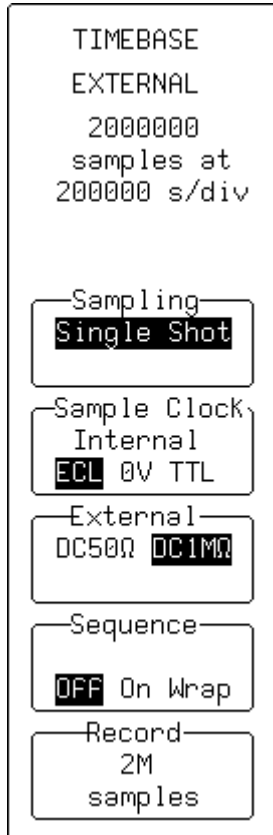 TIMEBASE
EXTERNAL
2000000
samples at
200000 s/div
Sampling
Single Shot
Sample Clock
Internal
ECL 0V TTL
External
DC50Ω DC1MΩ
Sequence
OFF On Wrap
Record
2M
samples